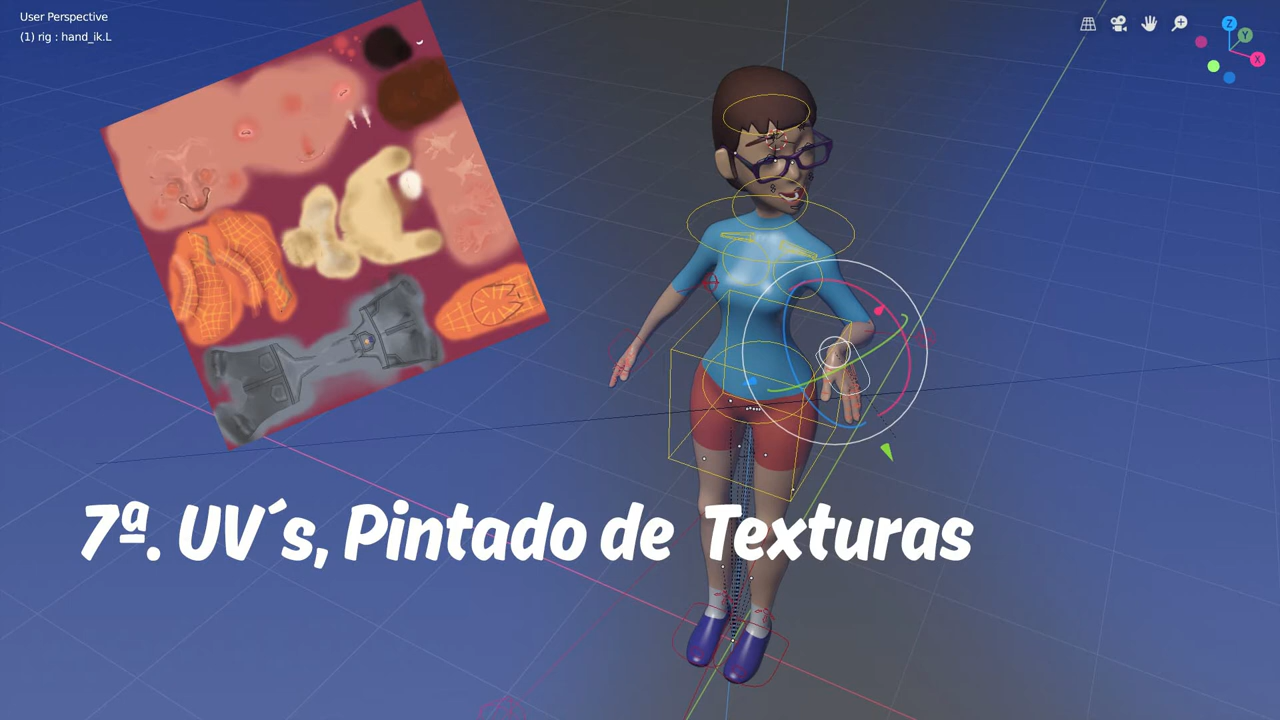 User Perspective
(1) rig : hand_ik.L
Z
Y
X
7ª. UV´s, Pintado de Texturas